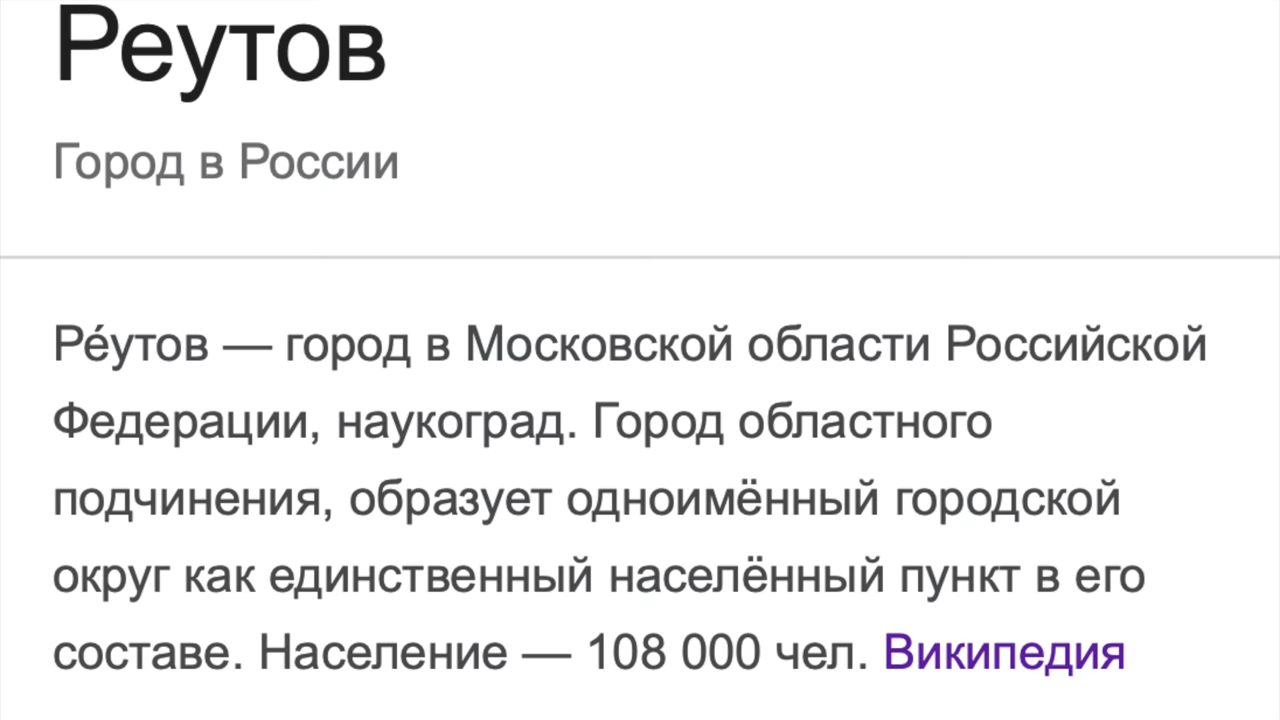 Реутов
Город в России
Ре́утов — город в Московской области Российской
Федерации, наукоград. Город областного
подчинения, образует одноимённый городской
округ как единственный населённый пункт в его
составе. Население — 108 000 чел. Википедия